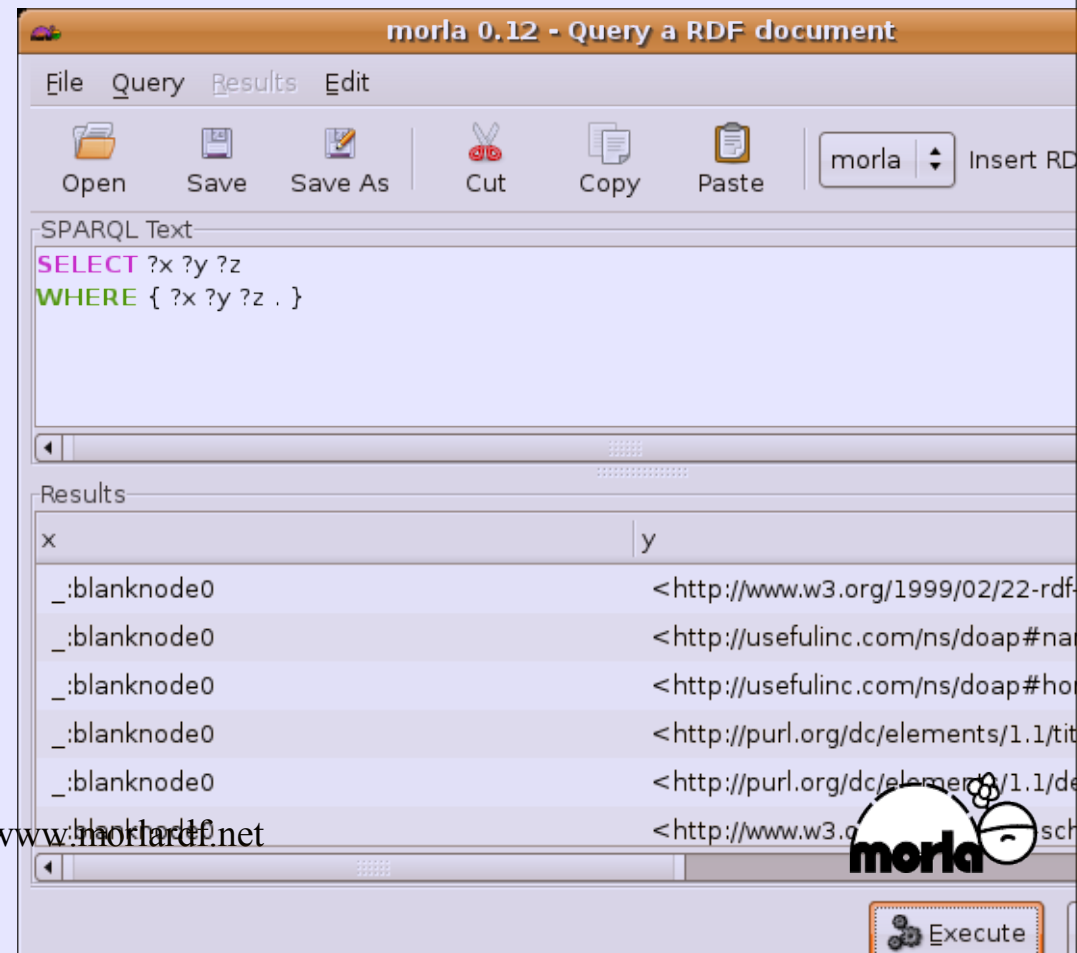 morla 0.12 - Query a RDF document
File Query Results Edit
Open Save Save As Cut Copy Paste morla Insert RD
SPARQL Text
SELECT ?x ?y ?z
WHERE { ?x ?y ?z . }
Results
x y
_:blanknode0 <http://www.w3.org/1999/02/22-rdf-
_:blanknode0 <http://usefulinc.com/ns/doap#na
_:blanknode0 <http://usefulinc.com/ns/doap#ho
_:blanknode0 <http://purl.org/dc/elements/1.1/tit
_:blanknode0 <http://purl.org/dc/elements/1.1/de
_:blanknode0 <http://www.w3.o sch
www.morlardf.net
morla
Execute